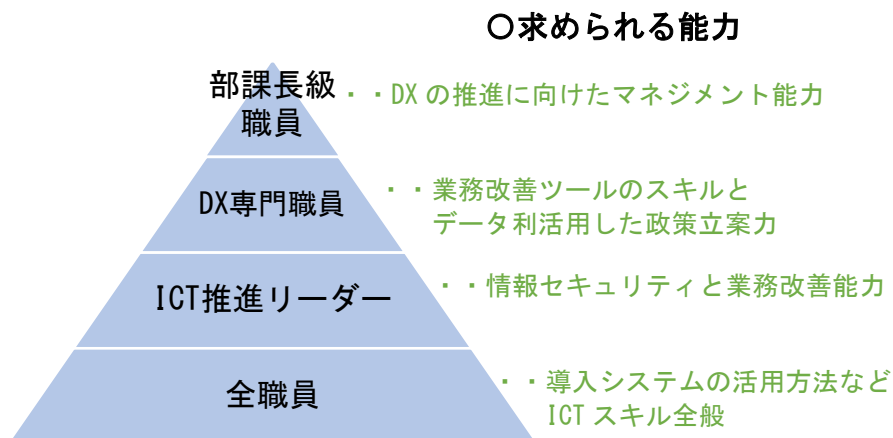 〇求められる能力
部課長級
職員
・・DXの推進に向けたマネジメント能力
DX専門職員
・・業務改善ツールのスキルと
データ利活用した政策立案力
ICT推進リーダー
・・情報セキュリティと業務改善能力
全職員
・・導入システムの活用方法など
ICTスキル全般